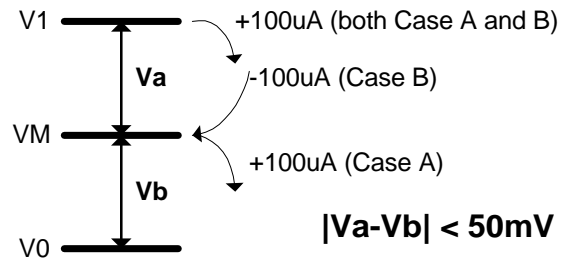 V1
+100uA (both Case A and B)
Va
-100uA (Case B)
VM
+100uA (Case A)
Vb
|Va-Vb| < 50mV
V0